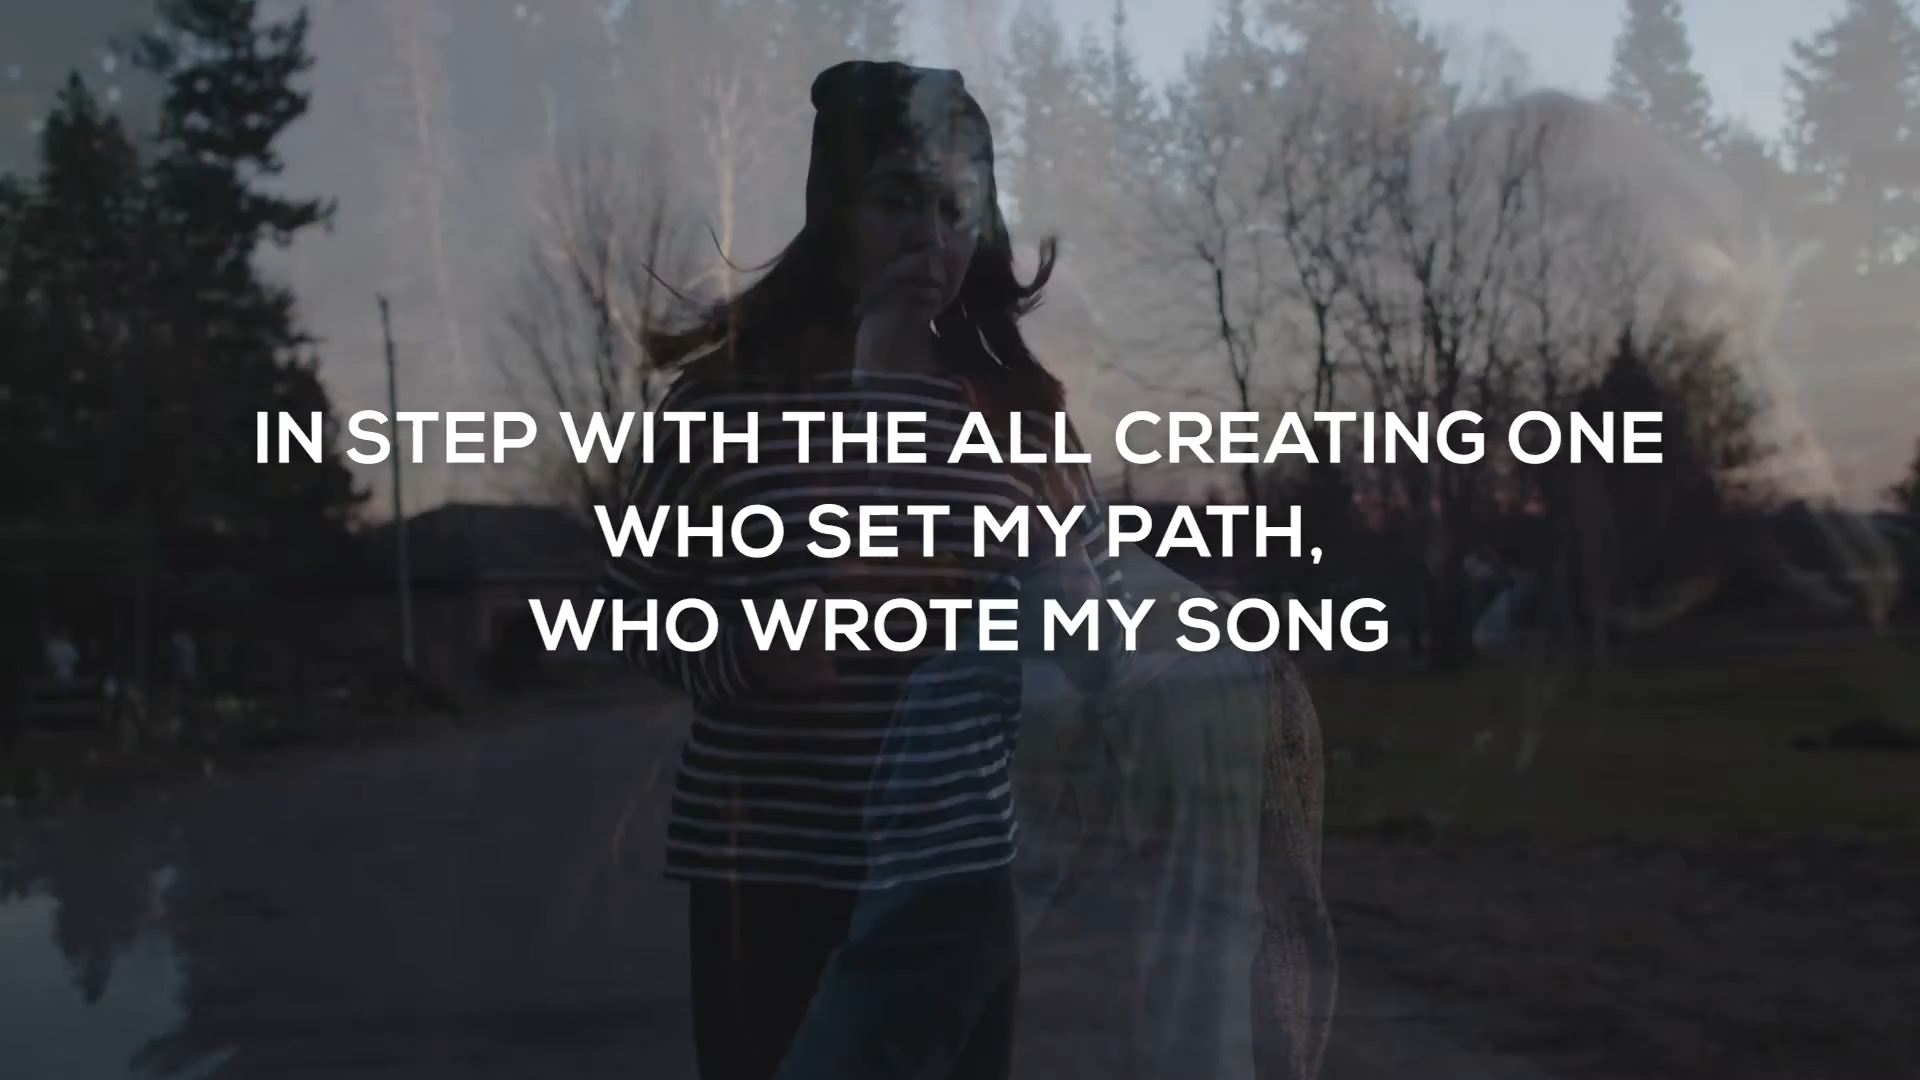 IN STEP WITH THE ALL CREATING ONE
WHO SET MY PATH,
WHO WROTE MY SONG